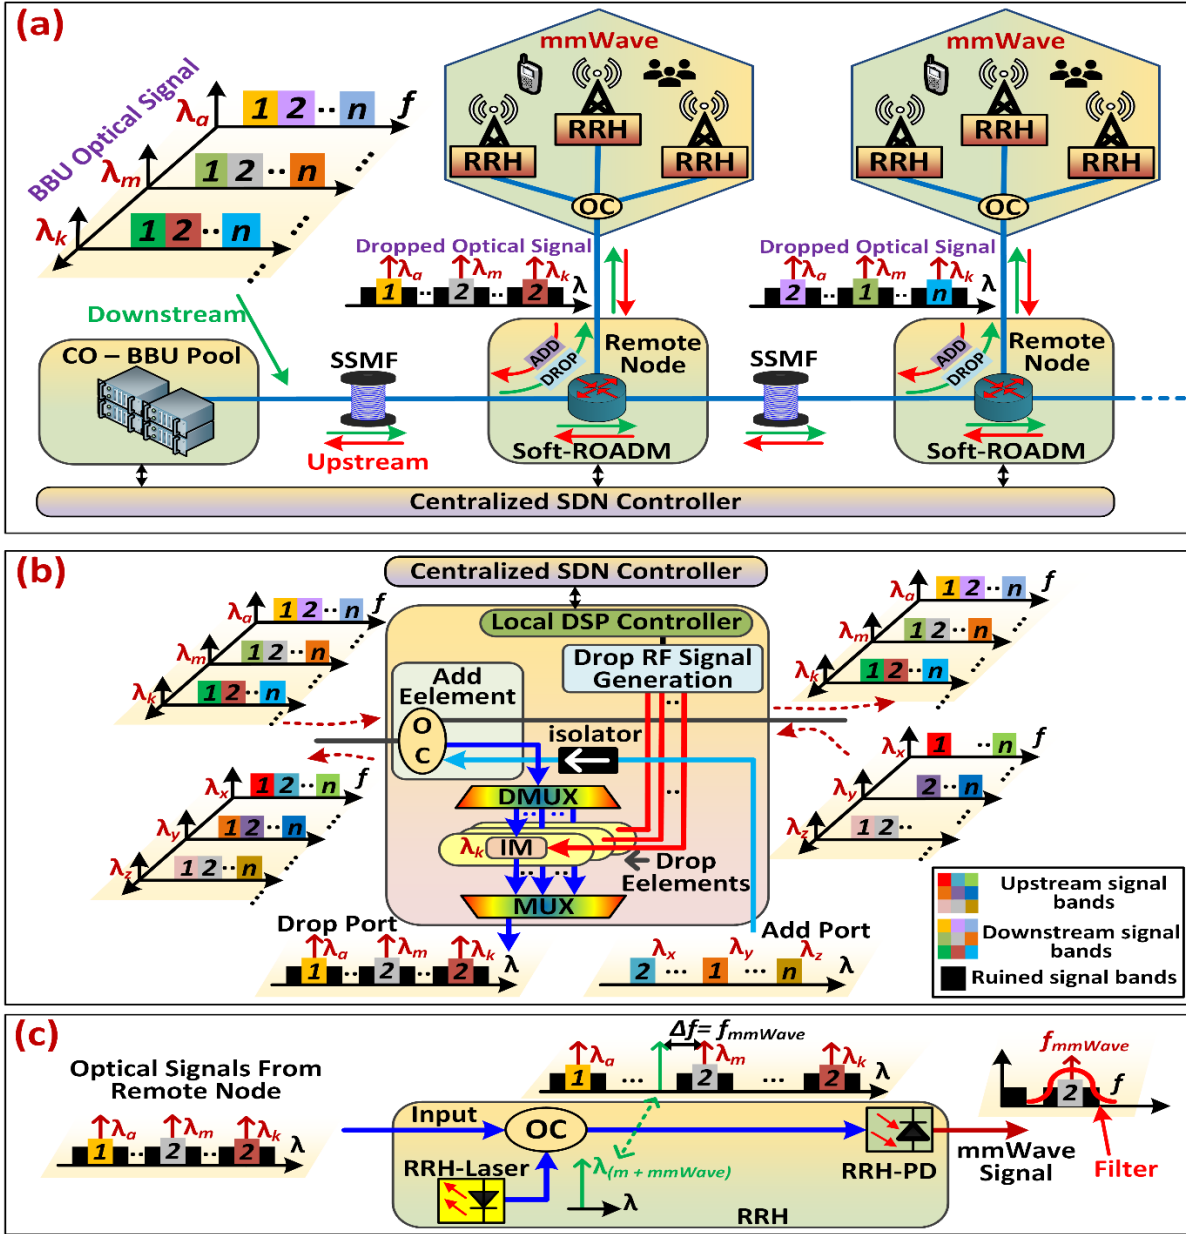 (a)
mmWave
mmWave
BBU Optical Signal
λa
1 2 ·· n
f
λm
1 2 ·· n
λk
1 2 ·· n
RRH
RRH
RRH
OC
RRH
RRH
RRH
OC
Dropped Optical Signal
λa
λm
λk
1
2
2
λ
Dropped Optical Signal
λa
λm
λk
2
1
n
λ
Downstream
CO – BBU Pool
SSMF
Upstream
ADD
DROP
Remote
Node
Soft-ROADM
SSMF
ADD
DROP
Remote
Node
Soft-ROADM
Centralized SDN Controller
(b)
Centralized SDN Controller
Local DSP Controller
Drop RF Signal
Generation
Add
Eelement
O
C
isolator
DMUX
λk
IM
Drop
Eelements
MUX
λa
1 2 ·· n
f
λm
1 2 ·· n
λk
1 2 ·· n
λa
1 2 ·· n
f
λm
1 2 ·· n
λk
1 2 ·· n
λx
1 2 ·· n
f
λy
1 2 ·· n
λz
1 2 ·· n
λx
1 ·· n
f
λy
2 ·· n
λz
1 2 ··
Drop Port
λa
λm
λk
1
2
2
λ
Add Port
λx
λy
λz
2 ... 1 ... n
λ
Upstream signal
bands
Downstream signal
bands
Ruined signal bands
(c)
Optical Signals From
Remote Node
λa
λm
λk
1
2
2
λ
Δf= fmmWave
λa
λm
λk
1
...
2
...
2
λ
Input
OC
RRH-Laser
λ(m + mmWave)
λ
RRH-PD
RRH
mmWave
Signal
fmmWave
2
f
Filter